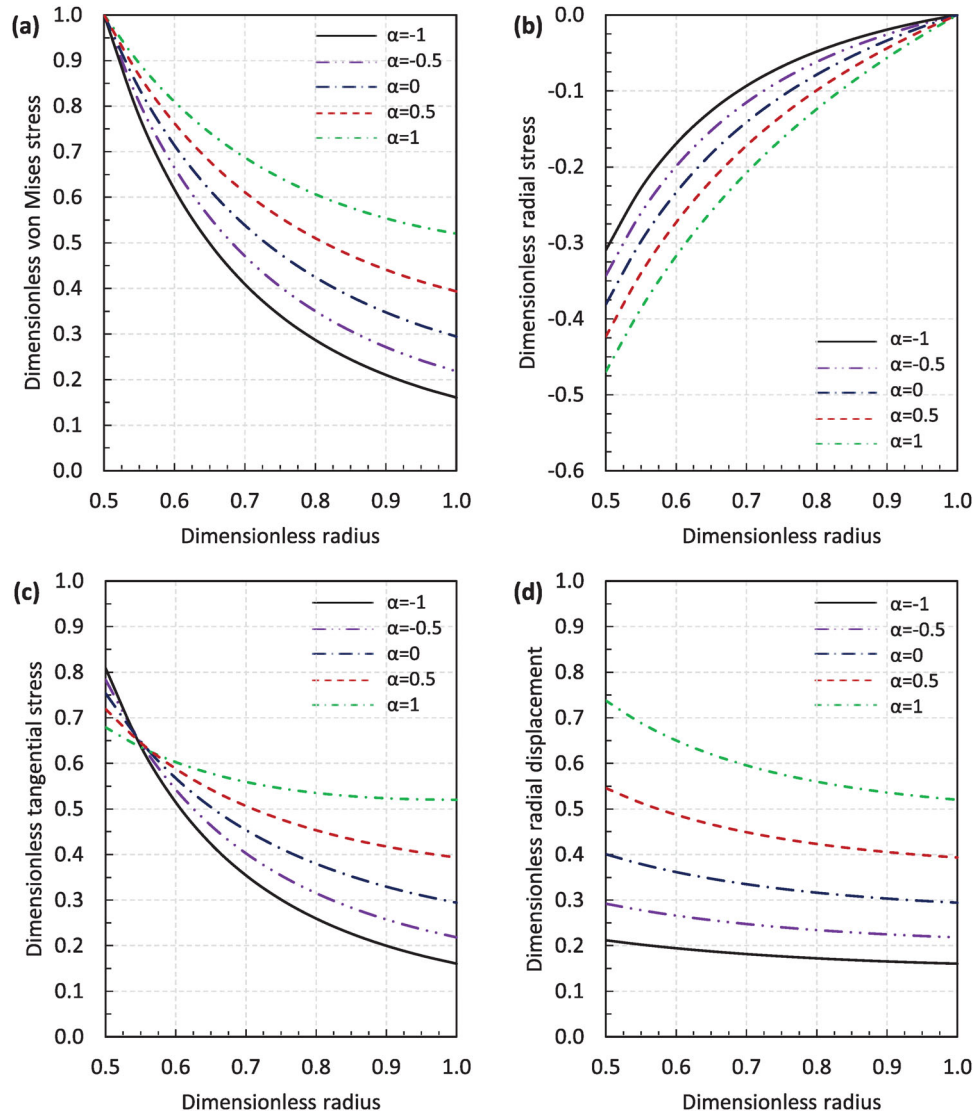 (a)
Dimensionless von Mises stress
1.0
0.9
0.8
0.7
0.6
0.5
0.4
0.3
0.2
0.1
0.0
α=-1
α=-0.5
α=0
α=0.5
α=1
0.5 0.6 0.7 0.8 0.9 1.0
Dimensionless radius
(b)
Dimensionless radial stress
0.0
-0.1
-0.2
-0.3
-0.4
-0.5
-0.6
α=-1
α=-0.5
α=0
α=0.5
α=1
0.5 0.6 0.7 0.8 0.9 1.0
Dimensionless radius
(c)
Dimensionless tangential stress
1.0
0.9
0.8
0.7
0.6
0.5
0.4
0.3
0.2
0.1
0.0
α=-1
α=-0.5
α=0
α=0.5
α=1
0.5 0.6 0.7 0.8 0.9 1.0
Dimensionless radius
(d)
Dimensionless radial displacement
1.0
0.9
0.8
0.7
0.6
0.5
0.4
0.3
0.2
0.1
0.0
α=-1
α=-0.5
α=0
α=0.5
α=1
0.5 0.6 0.7 0.8 0.9 1.0
Dimensionless radius